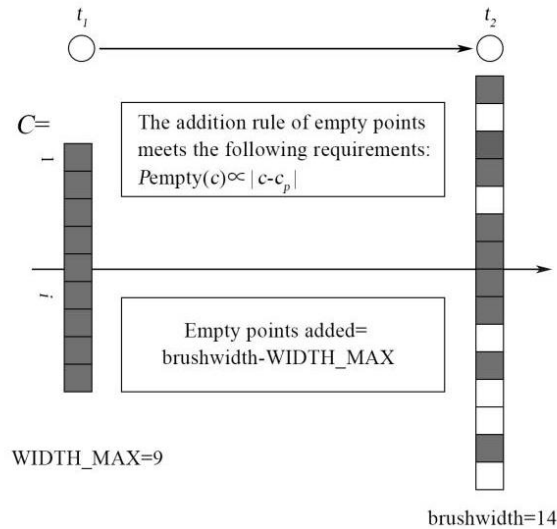 t₁
t₂
C=
1
The addition rule of empty points
meets the following requirements:
Pempty(c)∝|c-cₚ|
i
Empty points added=
brushwidth-WIDTH_MAX
WIDTH_MAX=9
brushwidth=14